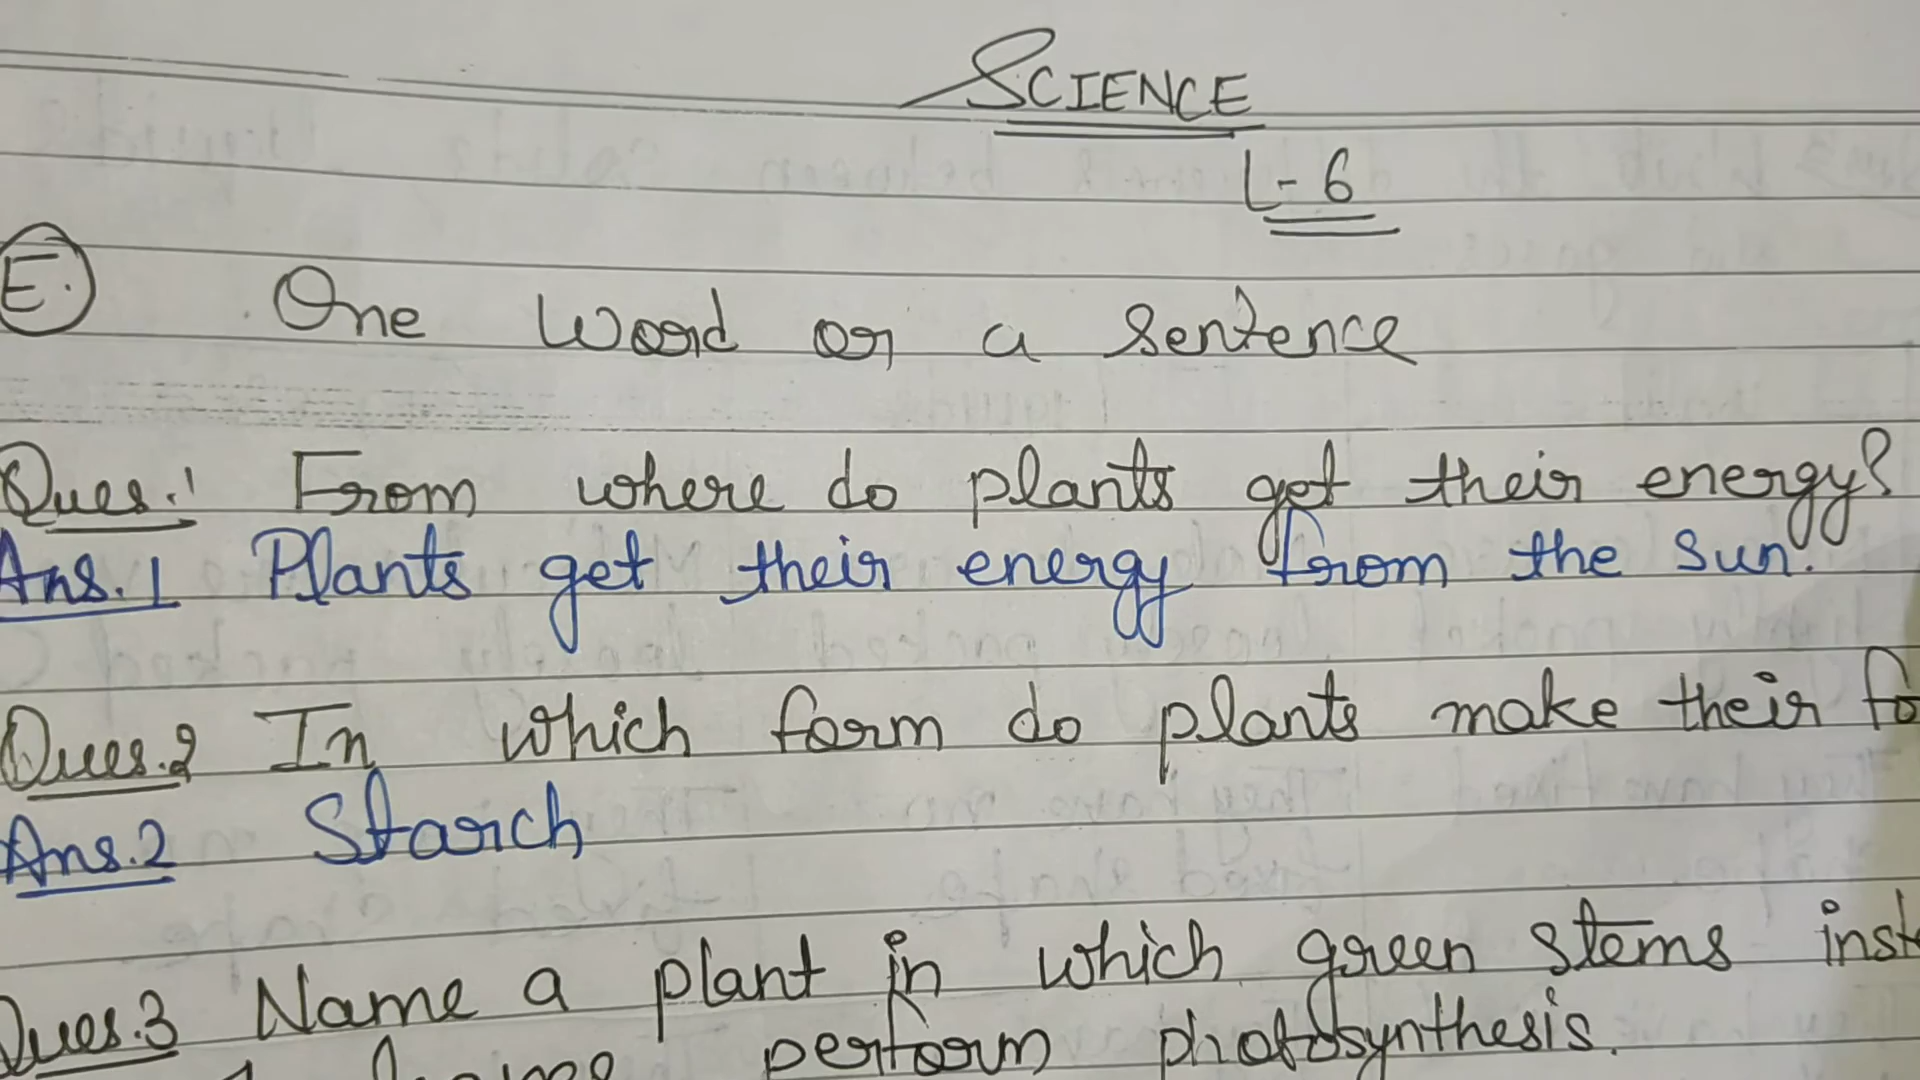 SCIENCE
L-6
E. One Word or a sentence
Ques.1 From where do plants get their energy?
Ans.1 Plants get their energy from the sun.
Ques.2 In which form do plants make their fo
Ans.2 Starch
Ques.3 Name a plant in which green stems inst
perform photosynthesis.